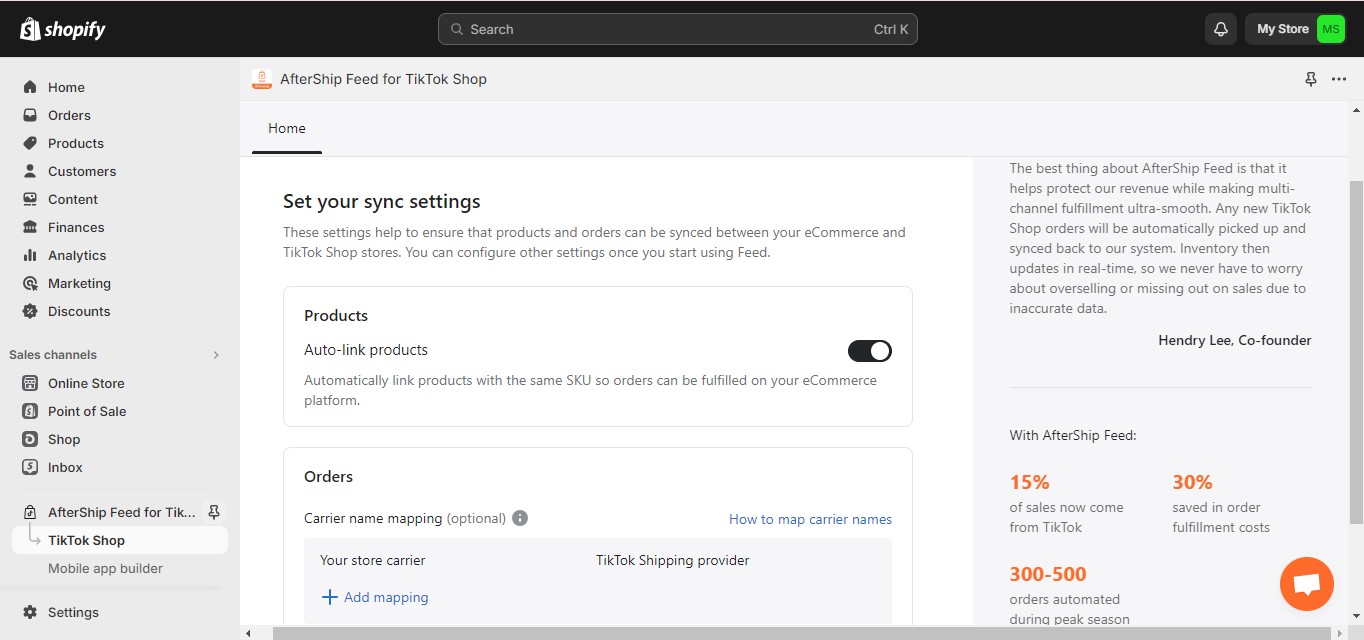 shopify
Search
Ctrl K
My Store
MS
Home
Orders
Products
Customers
Content
Finances
Analytics
Marketing
Discounts
Sales channels
Online Store
Point of Sale
Shop
Inbox
AfterShip Feed for Tik...
TikTok Shop
Mobile app builder
Settings
AfterShip Feed for TikTok Shop
Home
Set your sync settings
These settings help to ensure that products and orders can be synced between your eCommerce and
TikTok Shop stores. You can configure other settings once you start using Feed.
Products
Auto-link products
Automatically link products with the same SKU so orders can be fulfilled on your eCommerce
platform.
Orders
Carrier name mapping (optional)
How to map carrier names
Your store carrier
TikTok Shipping provider
Add mapping
The best thing about AfterShip Feed is that it
helps protect our revenue while making multi-
channel fulfillment ultra-smooth. Any new TikTok
Shop orders will be automatically picked up and
synced back to our system. Inventory then
updates in real-time, so we never have to worry
about overselling or missing out on sales due to
inaccurate data.
Hendry Lee, Co-founder
With AfterShip Feed:
15%
of sales now come
from TikTok
30%
saved in order
fulfillment costs
300-500
orders automated
during peak season